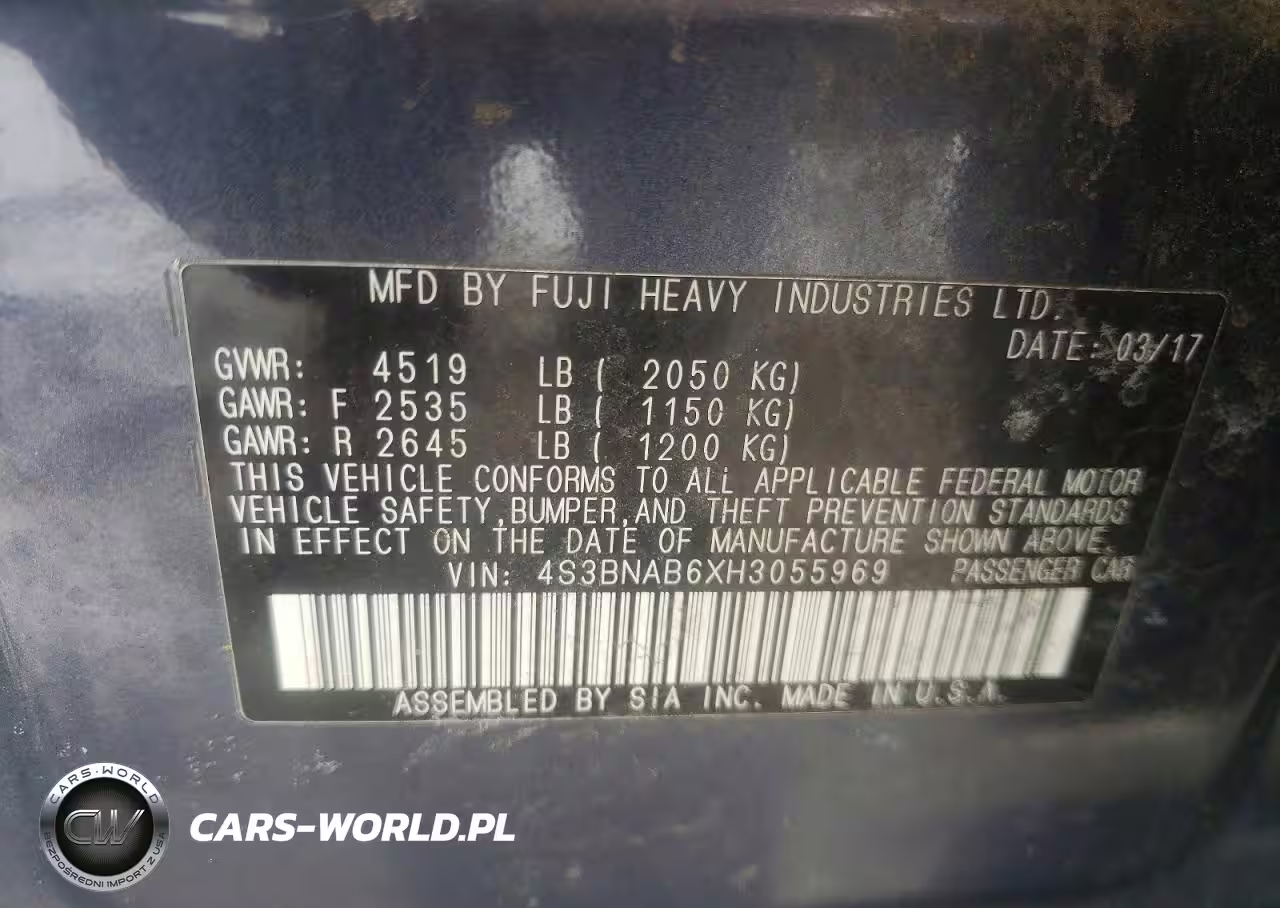 MFD BY FUJI HEAVY INDUSTRIES LTD.
DATE: 03/17
GVWR: 4519 LB ( 2050 KG)
GAWR: F 2535 LB ( 1150 KG)
GAWR: R 2645 LB ( 1200 KG)
THIS VEHICLE CONFORMS TO ALL APPLICABLE FEDERAL MOTOR
VEHICLE SAFETY, BUMPER, AND THEFT PREVENTION STANDARDS
IN EFFECT ON THE DATE OF MANUFACTURE SHOWN ABOVE.
VIN: 4S3BNAB6XH3055969 PASSENGER CAR
ASSEMBLED BY SIA INC. MADE IN U.S.A.
CARS-WORLD
CW
BEZPOŚREDNI IMPORT Z USA
CARS-WORLD.PL